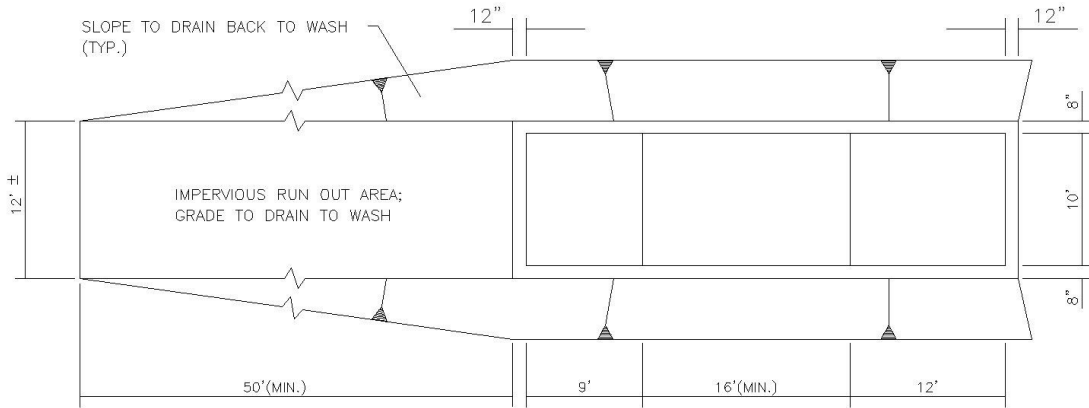 12"
12"
SLOPE TO DRAIN BACK TO WASH
(TYP.)
8"
12' ±
IMPERVIOUS RUN OUT AREA;
GRADE TO DRAIN TO WASH
10'
8"
50'(MIN.)
9'
16'(MIN.)
12'